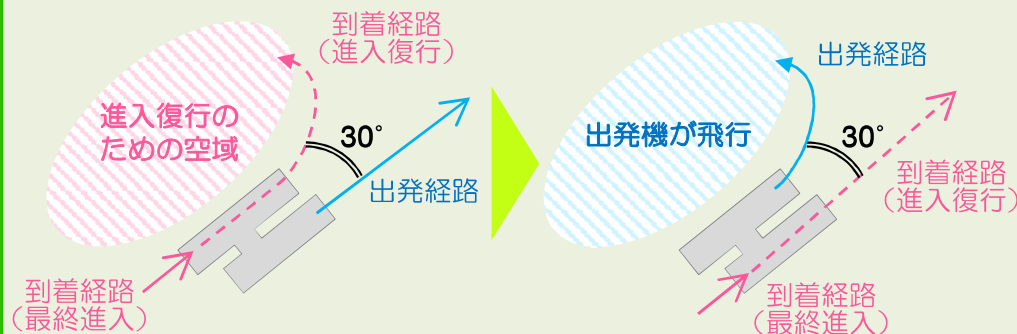 到着経路
（進入復行）
進入復行の
ための空域
30°
出発経路
到着経路
（最終進入）
出発経路
出発機が飛行
30°
到着経路
（進入復行）
到着経路
（最終進入）